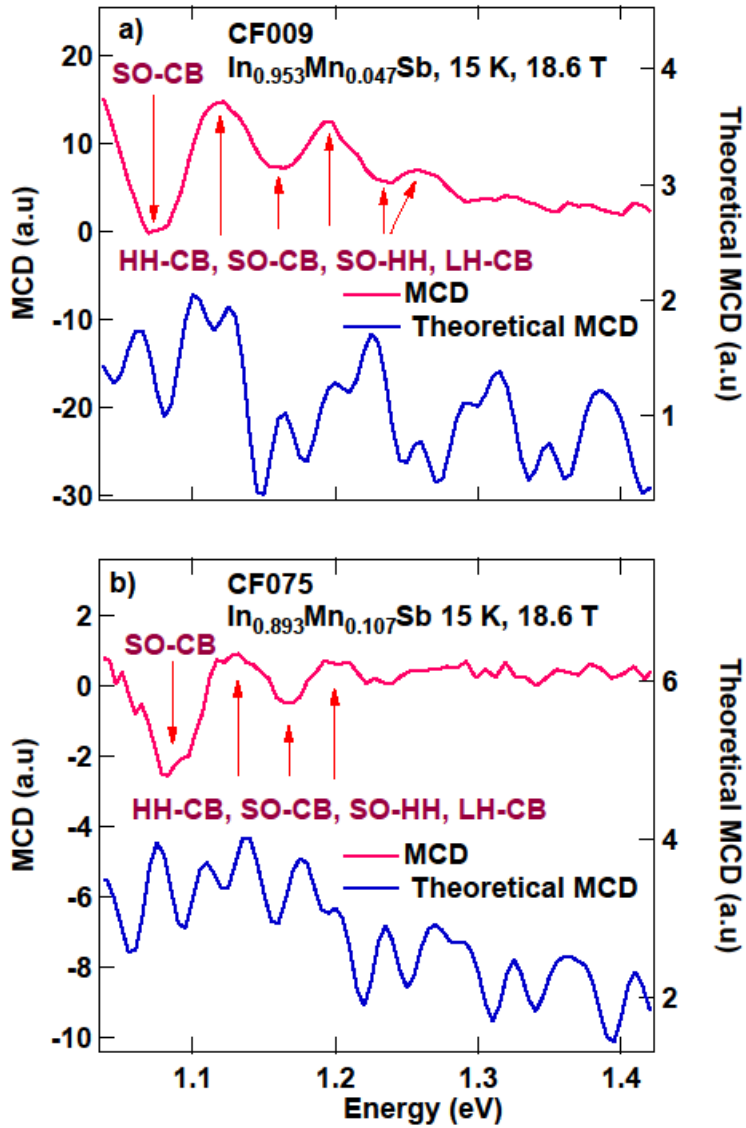 a)
CF009
In0.953Mn0.047Sb, 15 K, 18.6 T
SO-CB
HH-CB, SO-CB, SO-HH, LH-CB
MCD
Theoretical MCD
20
10
0
-10
-20
-30
MCD (a.u)
4
3
2
1
Theoretical MCD (a.u)
b)
CF075
In0.893Mn0.107Sb 15 K, 18.6 T
SO-CB
HH-CB, SO-CB, SO-HH, LH-CB
MCD
Theoretical MCD
2
0
-2
-4
-6
-8
-10
MCD (a.u)
6
4
2
Theoretical MCD (a.u)
1.1 1.2 1.3 1.4
Energy (eV)